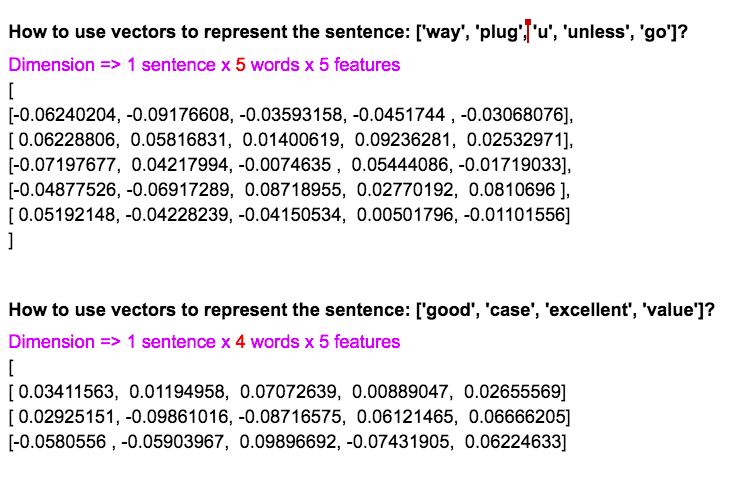 How to use vectors to represent the sentence: ['way', 'plug', 'u', 'unless', 'go']?
Dimension => 1 sentence x 5 words x 5 features
[
[-0.06240204, -0.09176608, -0.03593158, -0.0451744 , -0.03068076],
[ 0.06228806,  0.05816831,  0.01400619,  0.09236281,  0.02532971],
[-0.07197677,  0.04217994, -0.0074635 ,  0.05444086, -0.01719033],
[-0.04877526, -0.06917289,  0.08718955,  0.02770192,  0.0810696 ],
[ 0.05192148, -0.04228239, -0.04150534,  0.00501796, -0.01101556]
]
How to use vectors to represent the sentence: ['good', 'case', 'excellent', 'value']?
Dimension => 1 sentence x 4 words x 5 features
[
[ 0.03411563,  0.01194958,  0.07072639,  0.00889047,  0.02655569]
[ 0.02925151, -0.09861016, -0.08716575,  0.06121465,  0.06666205]
[-0.0580556 , -0.05903967,  0.09896692, -0.07431905,  0.06224633]